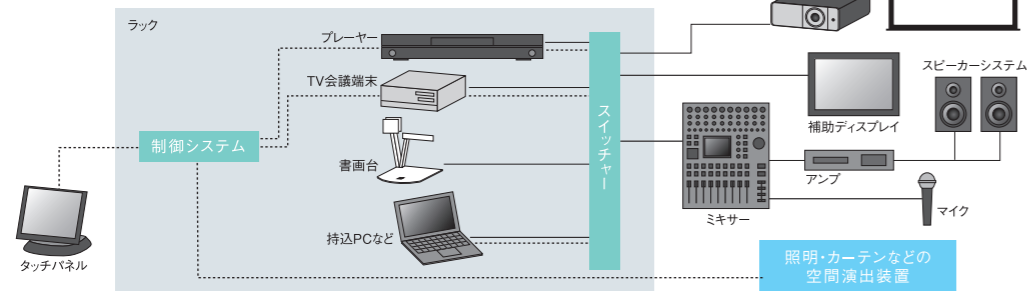 ラック
プレーヤー
TV会議端末
制御システム
書画台
持込PCなど
タッチパネル
スイッチャー
スピーカーシステム
補助ディスプレイ
アンプ
ミキサー
マイク
照明・カーテンなどの
空間演出装置